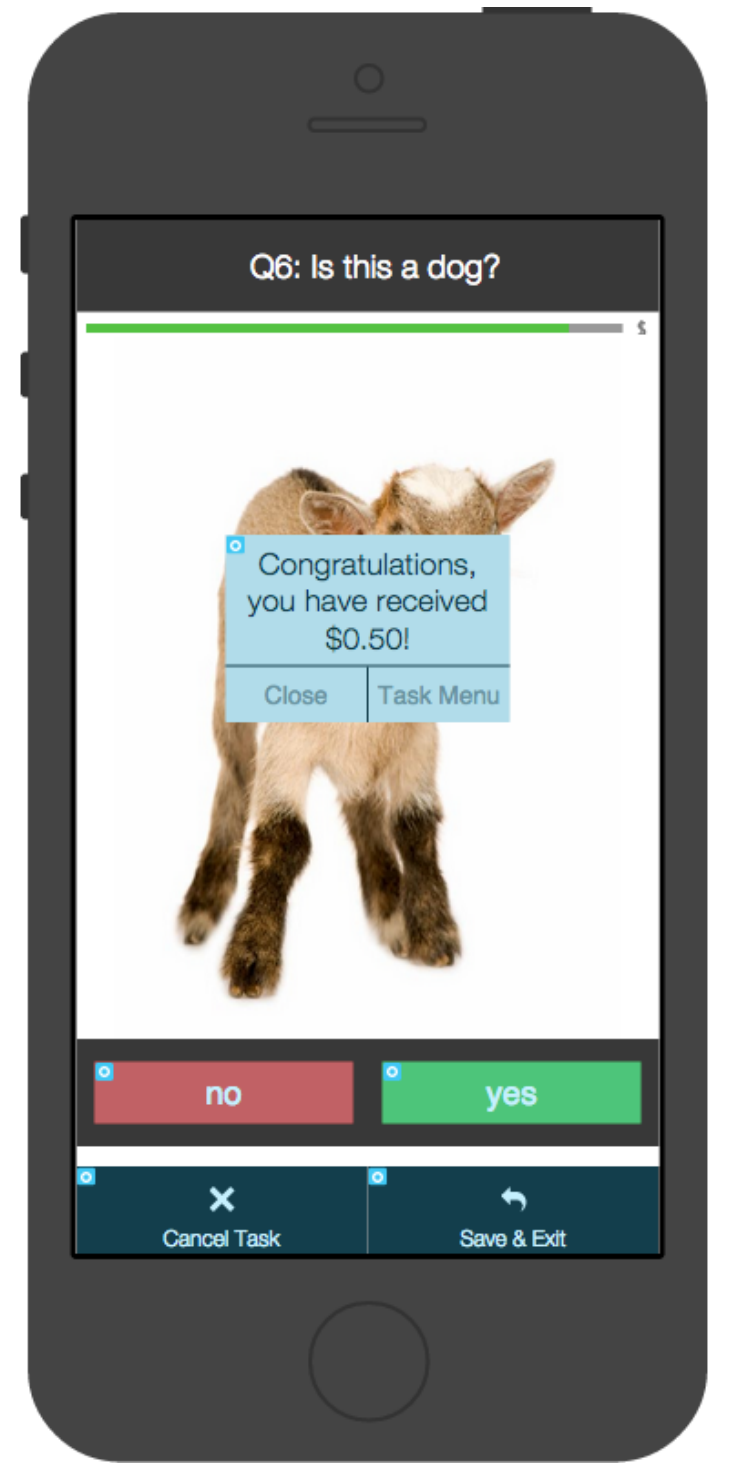 Q6: Is this a dog?
$
Congratulations,
you have received
$0.50!
Close
Task Menu
no
yes
Cancel Task
Save & Exit